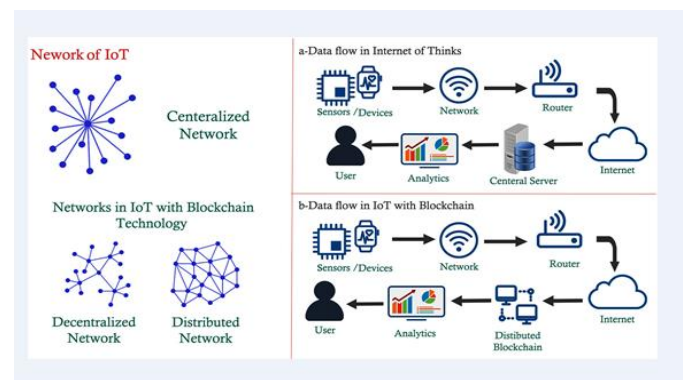 Nework of IoT
Centeralized
Network
Networks in IoT with Blockchain
Technology
Decentralized
Network
Distributed
Network
a-Data flow in Internet of Thinks
Sensors /Devices
Network
Router
User
Analytics
Centeral Server
Internet
b-Data flow in IoT with Blockchain
Sensors /Devices
Network
Router
User
Analytics
Distibuted
Blockchain
Internet